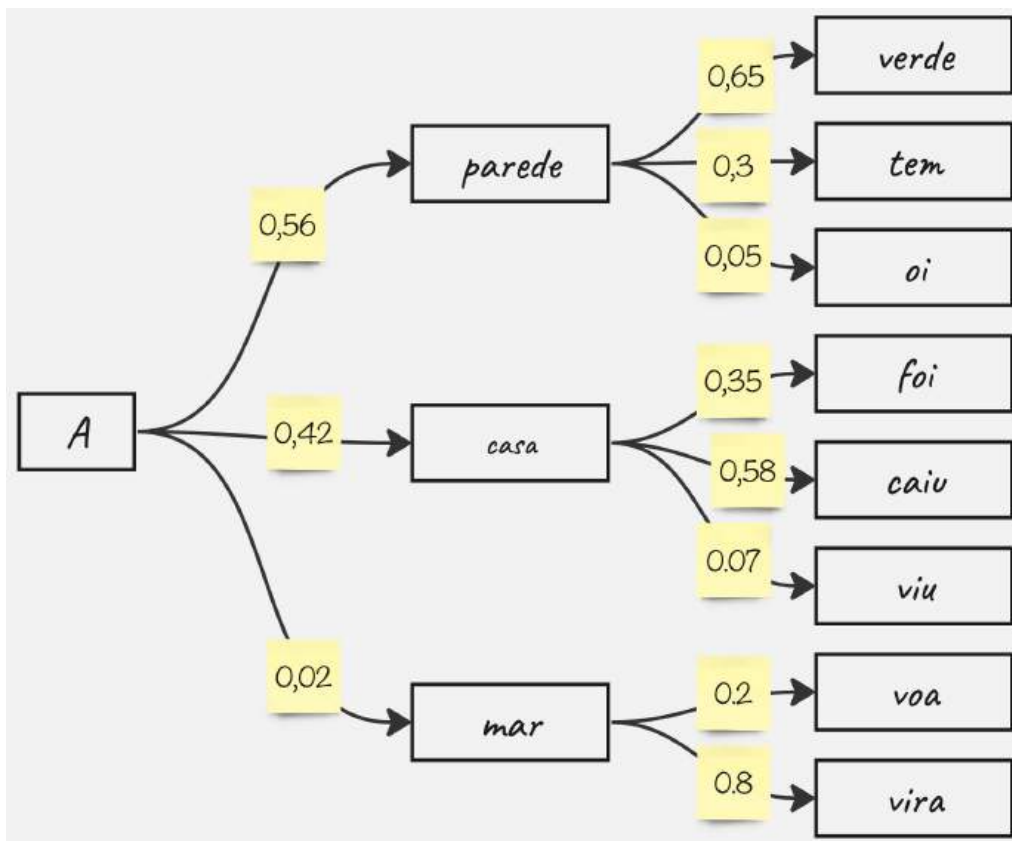 A
0,56
0,42
0,02
parede
casa
mar
0,65
0,3
0,05
0,35
0,58
0.07
0.2
0.8
verde
tem
oi
foi
caiu
viu
voa
vira